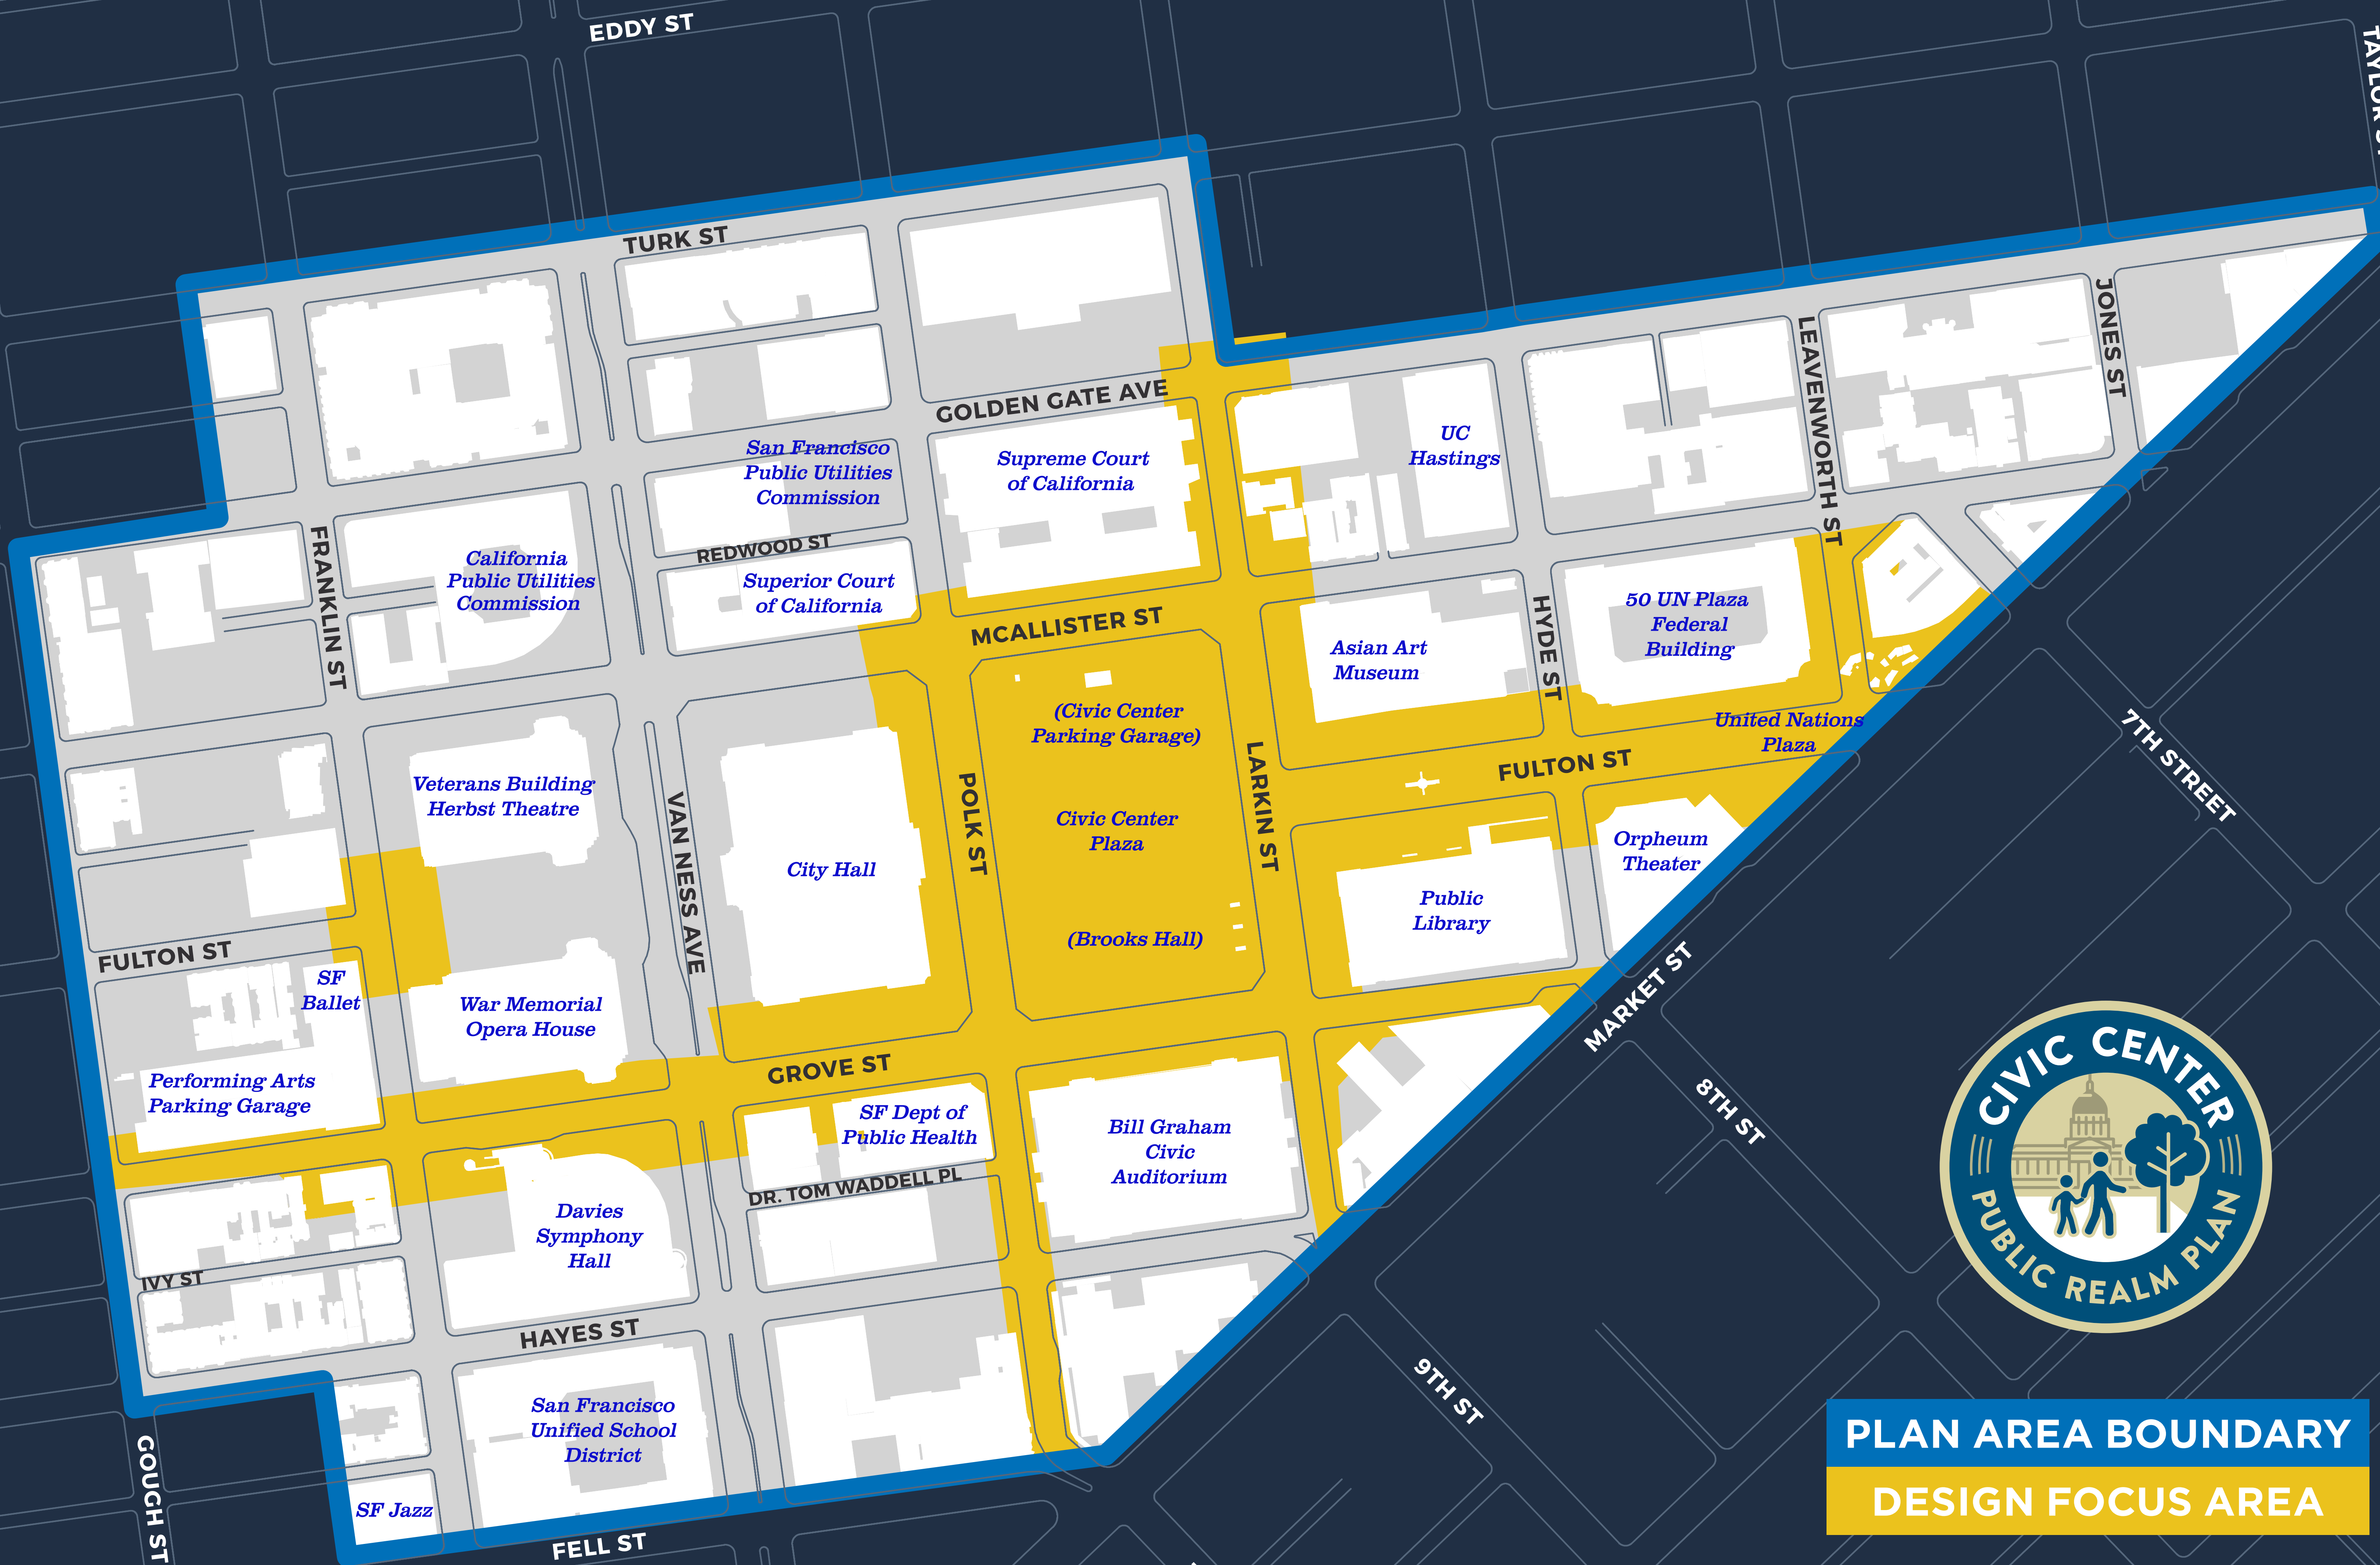 EDDY ST
TAYLOR ST
TURK ST
GOLDEN GATE AVE
JONES ST
LEAVENWORTH ST
San Francisco
Public Utilities
Commission
Supreme Court
of California
UC
Hastings
FRANKLIN ST
California
Public Utilities
Commission
REDWOOD ST
Superior Court
of California
MCALLISTER ST
HYDE ST
50 UN Plaza
Federal
Building
Asian Art
Museum
(Civic Center
Parking Garage)
United Nations
Plaza
7TH STREET
FULTON ST
Veterans Building
Herbst Theatre
VAN NESS AVE
City Hall
POLK ST
Civic Center
Plaza
LARKIN ST
Orpheum
Theater
Public
Library
(Brooks Hall)
MARKET ST
FULTON ST
SF
Ballet
War Memorial
Opera House
GROVE ST
Performing Arts
Parking Garage
SF Dept of
Public Health
Bill Graham
Civic
Auditorium
8TH ST
DR. TOM WADDELL PL
Davies
Symphony
Hall
IVY ST
HAYES ST
9TH ST
San Francisco
Unified School
District
GOUGH ST
SF Jazz
FELL ST
CIVIC CENTER
PUBLIC REALM PLAN
PLAN AREA BOUNDARY
DESIGN FOCUS AREA